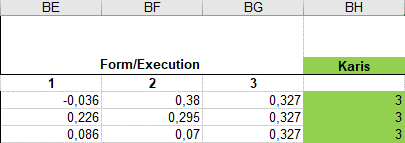 BE BF BG BH
Form/Execution Karis
1 2 3
-0,036 0,38 0,327 3
0,226 0,295 0,327 3
0,086 0,07 0,327 3